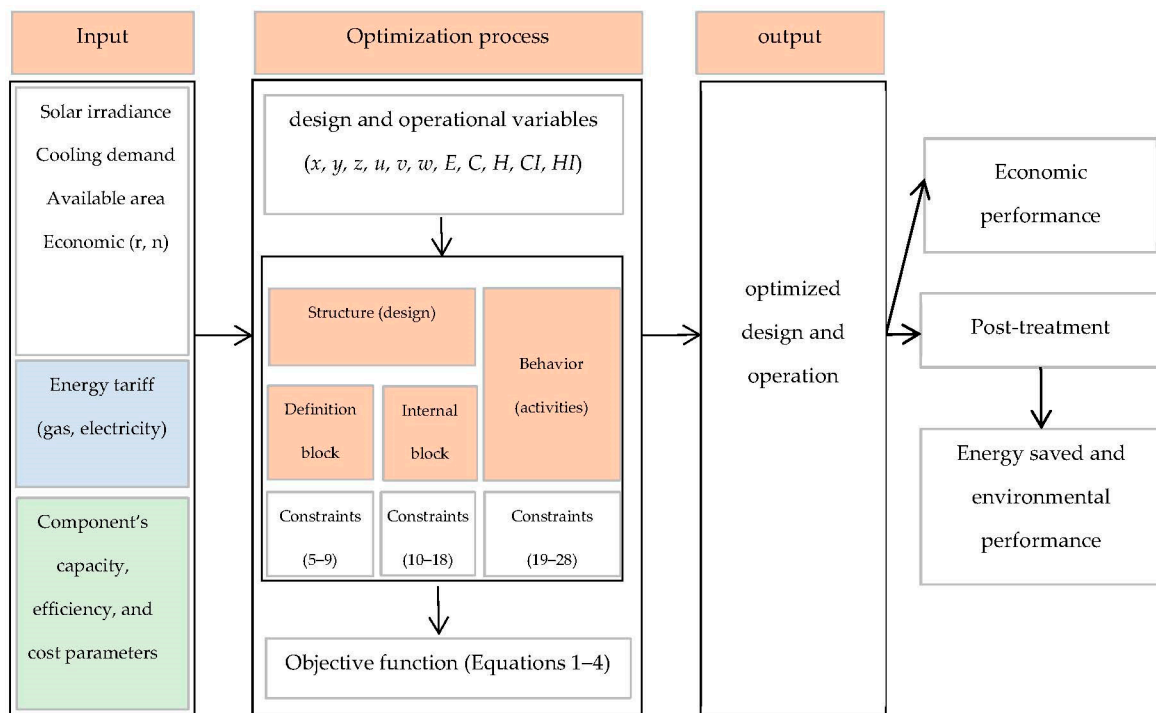 Input
Solar irradiance
Cooling demand
Available area
Economic (r, n)
Energy tariff
(gas, electricity)
Component's
capacity,
efficiency, and
cost parameters
Optimization process
design and operational variables
(x, y, z, u, v, w, E, C, H, CI, HI)
Structure (design)
Behavior
(activities)
Definition
block
Internal
block
Constraints
(5–9)
Constraints
(10–18)
Constraints
(19–28)
Objective function (Equations 1–4)
output
optimized
design and
operation
Economic
performance
Post-treatment
Energy saved and
environmental
performance